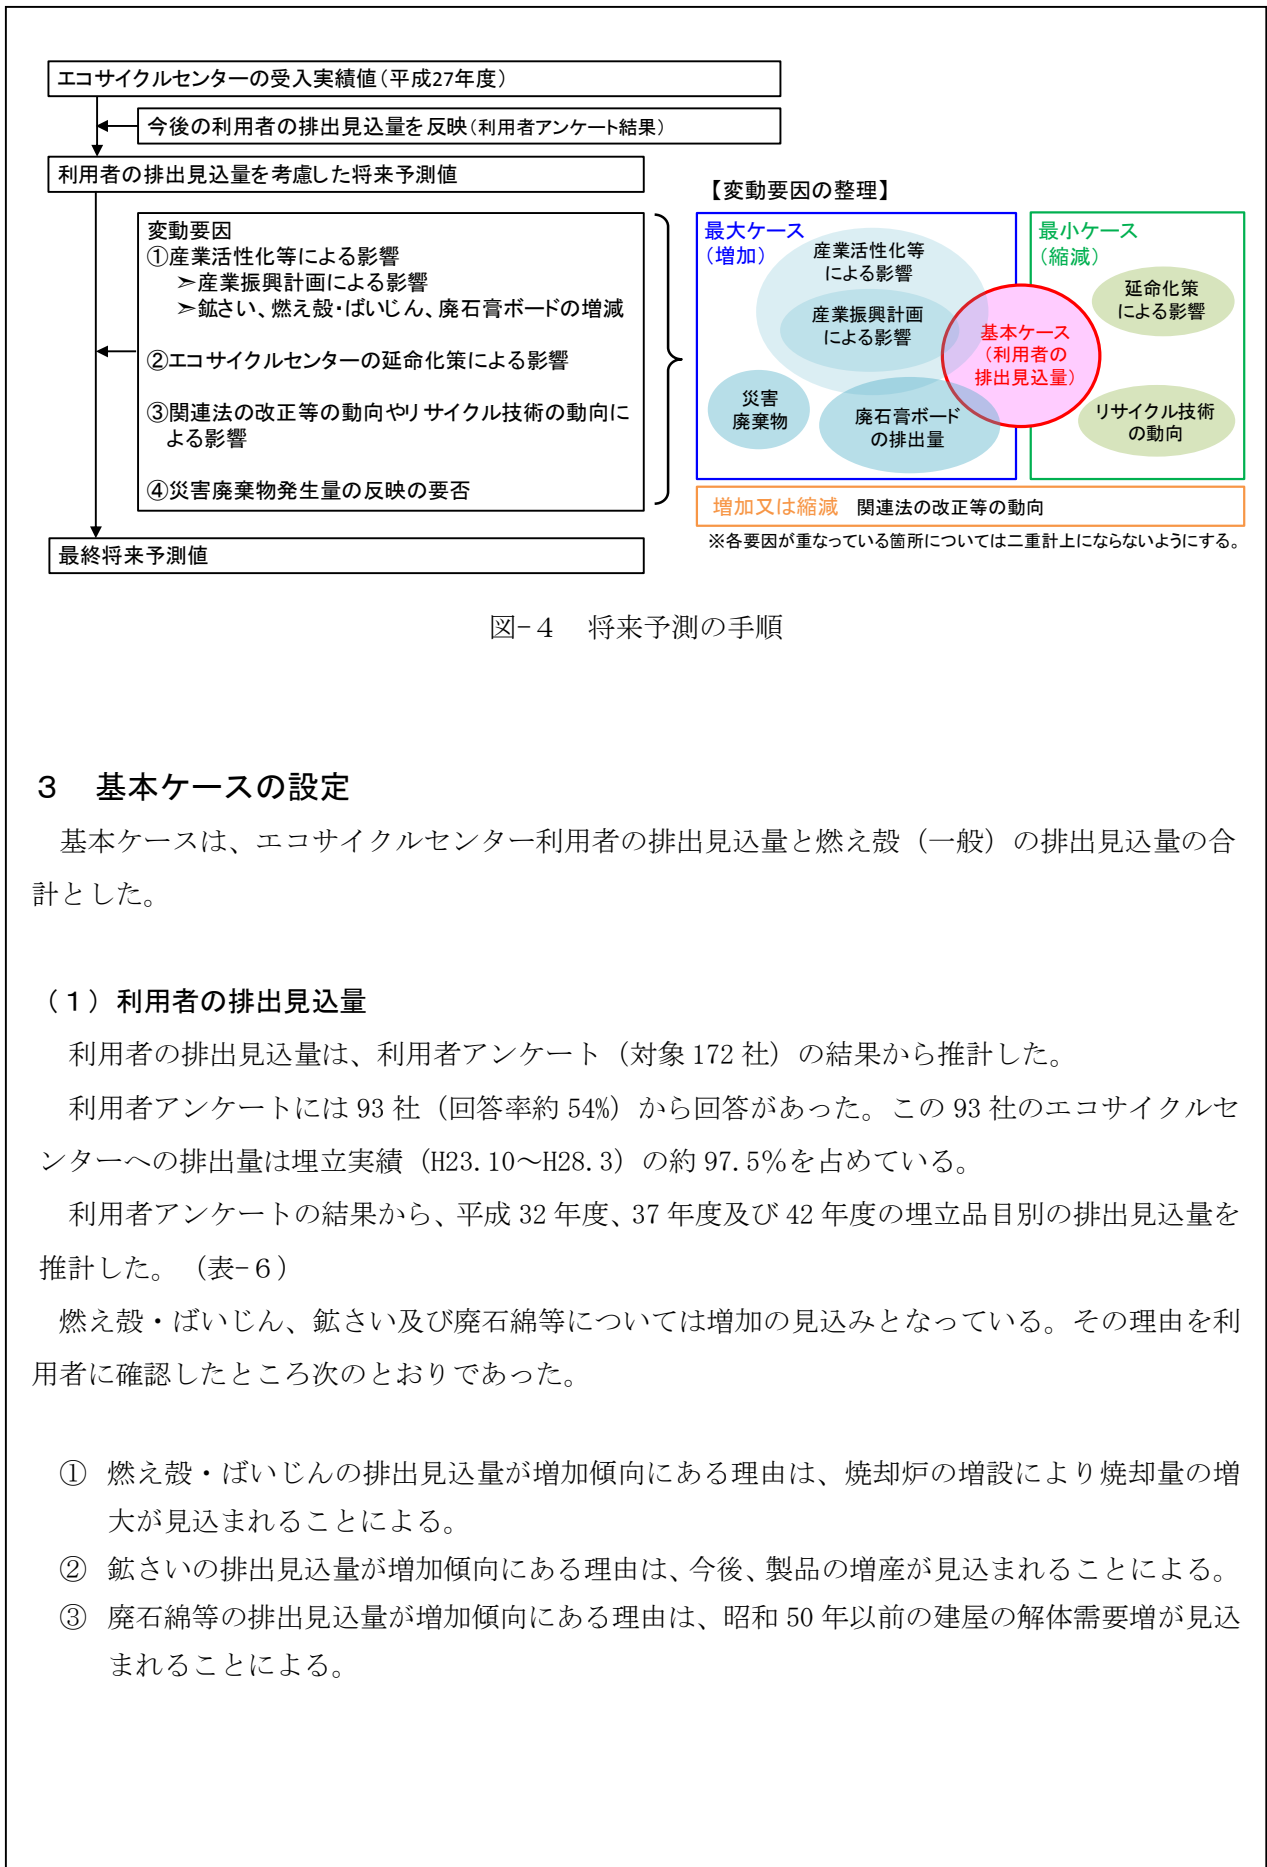 エコサイクルセンターの受入実績値（平成27年度）
今後の利用者の排出見込量を反映（利用者アンケート結果）
利用者の排出見込量を考慮した将来予測値
変動要因
①産業活性化等による影響
➢産業振興計画による影響
➢鉱さい、燃え殻・ばいじん、廃石膏ボードの増減
②エコサイクルセンターの延命化策による影響
③関連法の改正等の動向やリサイクル技術の動向に
よる影響
④災害廃棄物発生量の反映の要否
最終将来予測値
【変動要因の整理】
最大ケース
（増加）
産業活性化等
による影響
産業振興計画
による影響
災害
廃棄物
廃石膏ボード
の排出量
基本ケース
（利用者の
排出見込量）
最小ケース
（縮減）
延命化策
による影響
リサイクル技術
の動向
増加又は縮減　関連法の改正等の動向
※各要因が重なっている箇所については二重計上にならないようにする。
図-４　将来予測の手順
３　基本ケースの設定
基本ケースは、エコサイクルセンター利用者の排出見込量と燃え殻（一般）の排出見込量の合
計とした。
（１）利用者の排出見込量
利用者の排出見込量は、利用者アンケート（対象 172 社）の結果から推計した。
利用者アンケートには 93 社（回答率約 54%）から回答があった。この 93 社のエコサイクルセ
ンターへの排出量は埋立実績（H23.10～H28.3）の約 97.5％を占めている。
利用者アンケートの結果から、平成 32 年度、37 年度及び 42 年度の埋立品目別の排出見込量を
推計した。（表-６）
燃え殻・ばいじん、鉱さい及び廃石綿等については増加の見込みとなっている。その理由を利
用者に確認したところ次のとおりであった。
① 燃え殻・ばいじんの排出見込量が増加傾向にある理由は、焼却炉の増設により焼却量の増
大が見込まれることによる。
② 鉱さいの排出見込量が増加傾向にある理由は、今後、製品の増産が見込まれることによる。
③ 廃石綿等の排出見込量が増加傾向にある理由は、昭和 50 年以前の建屋の解体需要増が見込
まれることによる。